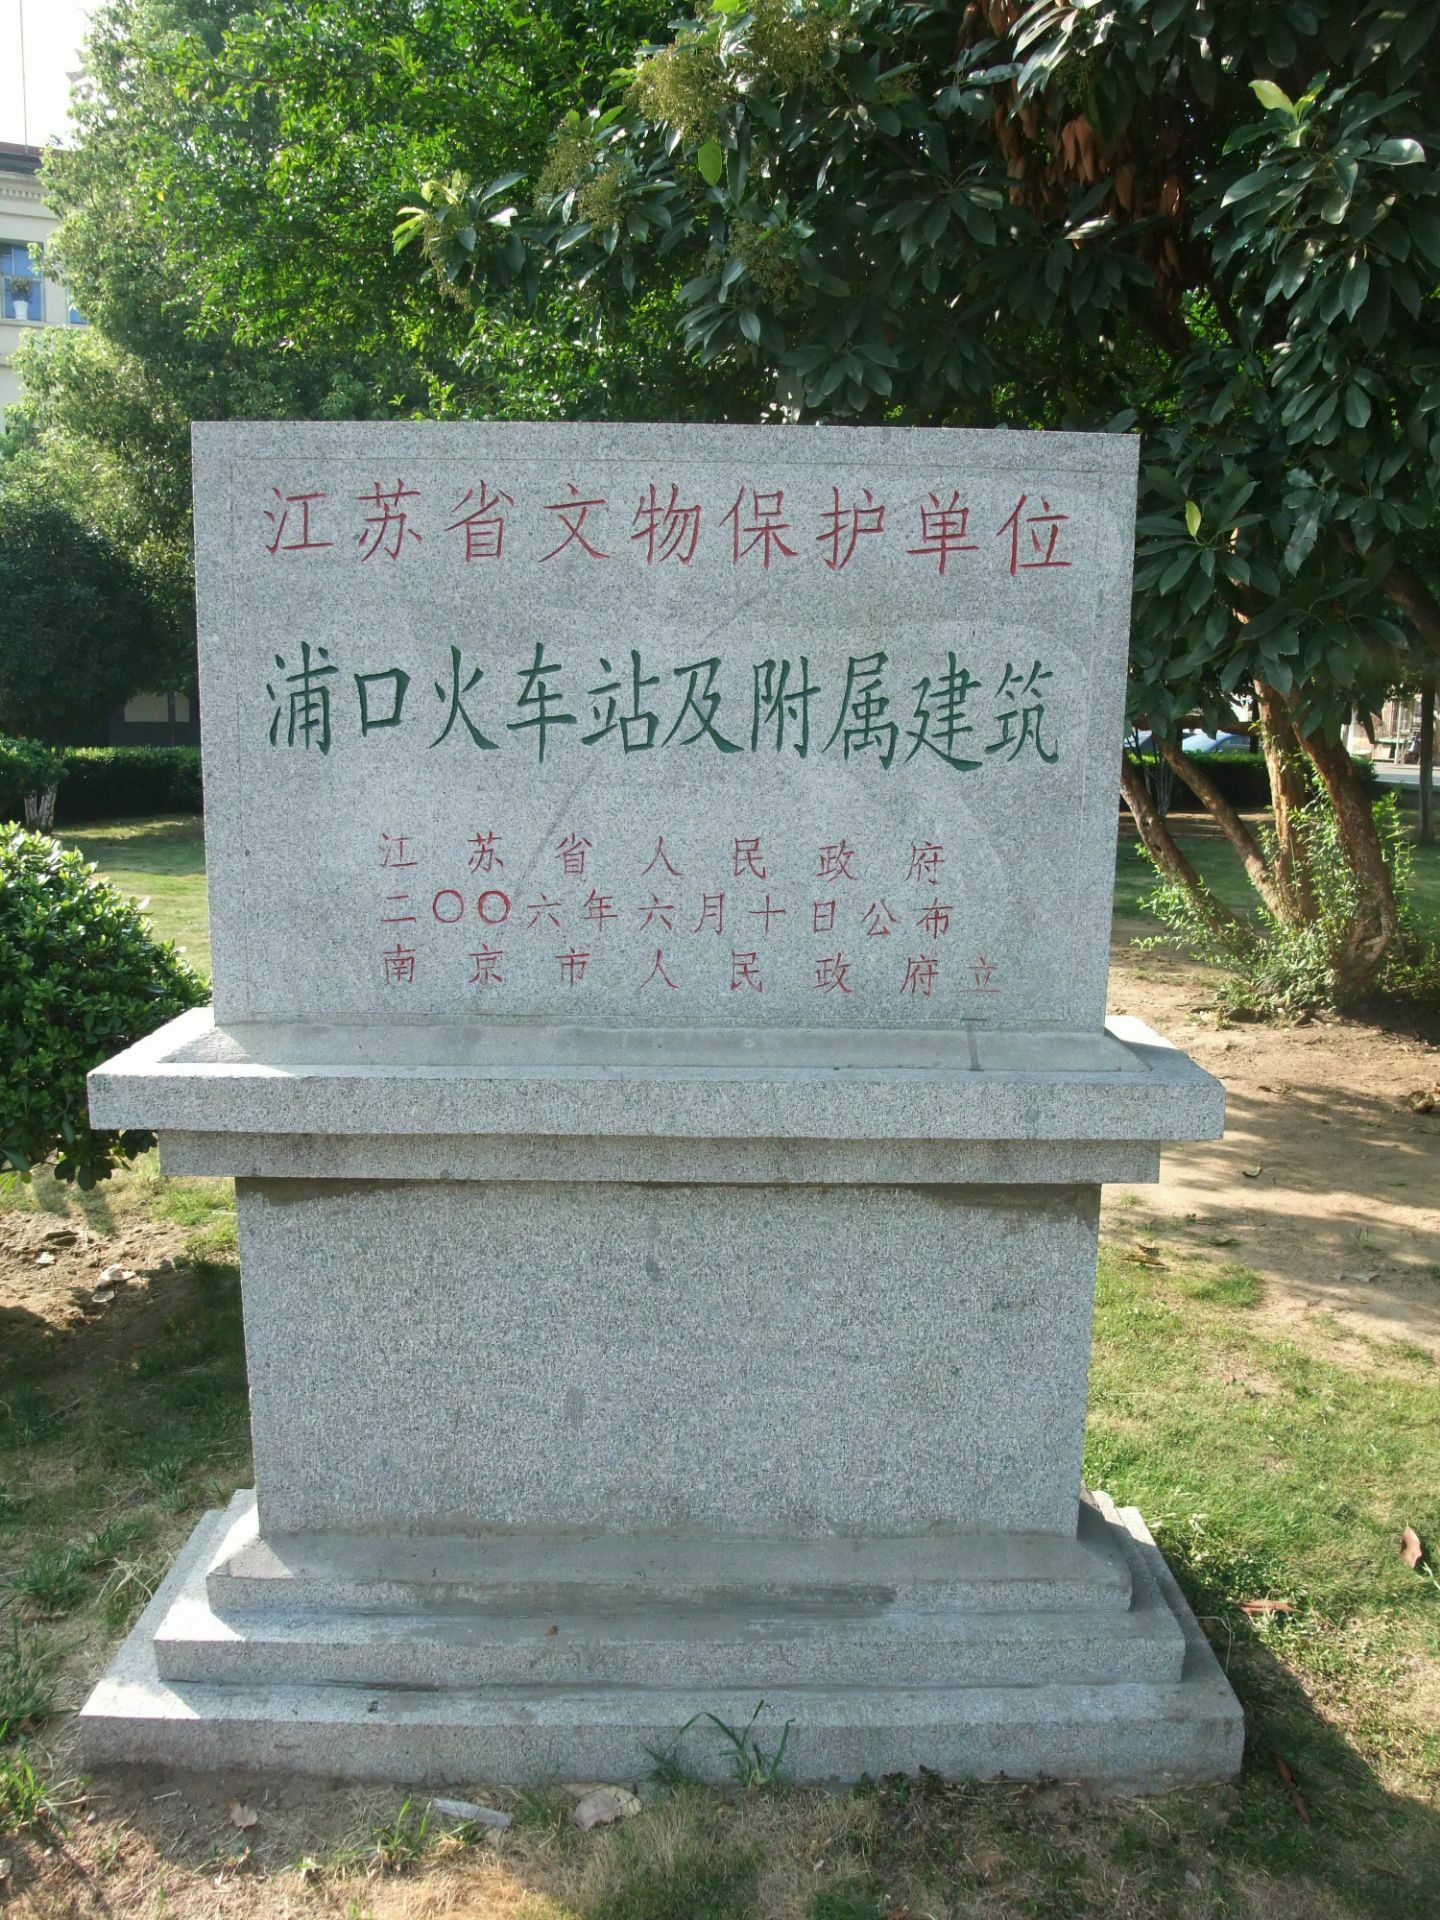 江苏省文物保护单位
浦口火车站及附属建筑
江苏省人民政府
二〇〇六年六月十日公布
南京市人民政府立